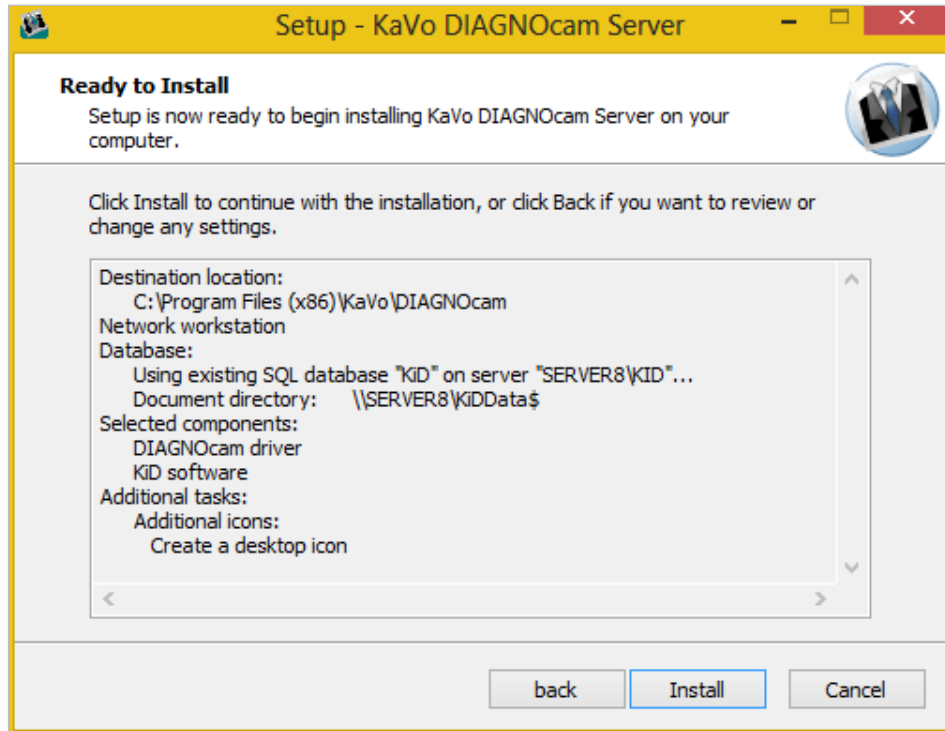 Setup - KaVo DIAGNOcam Server
Ready to Install
Setup is now ready to begin installing KaVo DIAGNOcam Server on your
computer.
Click Install to continue with the installation, or click Back if you want to review or
change any settings.
Destination location:
C:\Program Files (x86)\KaVo\DIAGNOcam
Network workstation
Database:
Using existing SQL database "KiD" on server "SERVER8\KID"...
Document directory: \\SERVER8\KiDData$
Selected components:
DIAGNOcam driver
KiD software
Additional tasks:
Additional icons:
Create a desktop icon
back
Install
Cancel